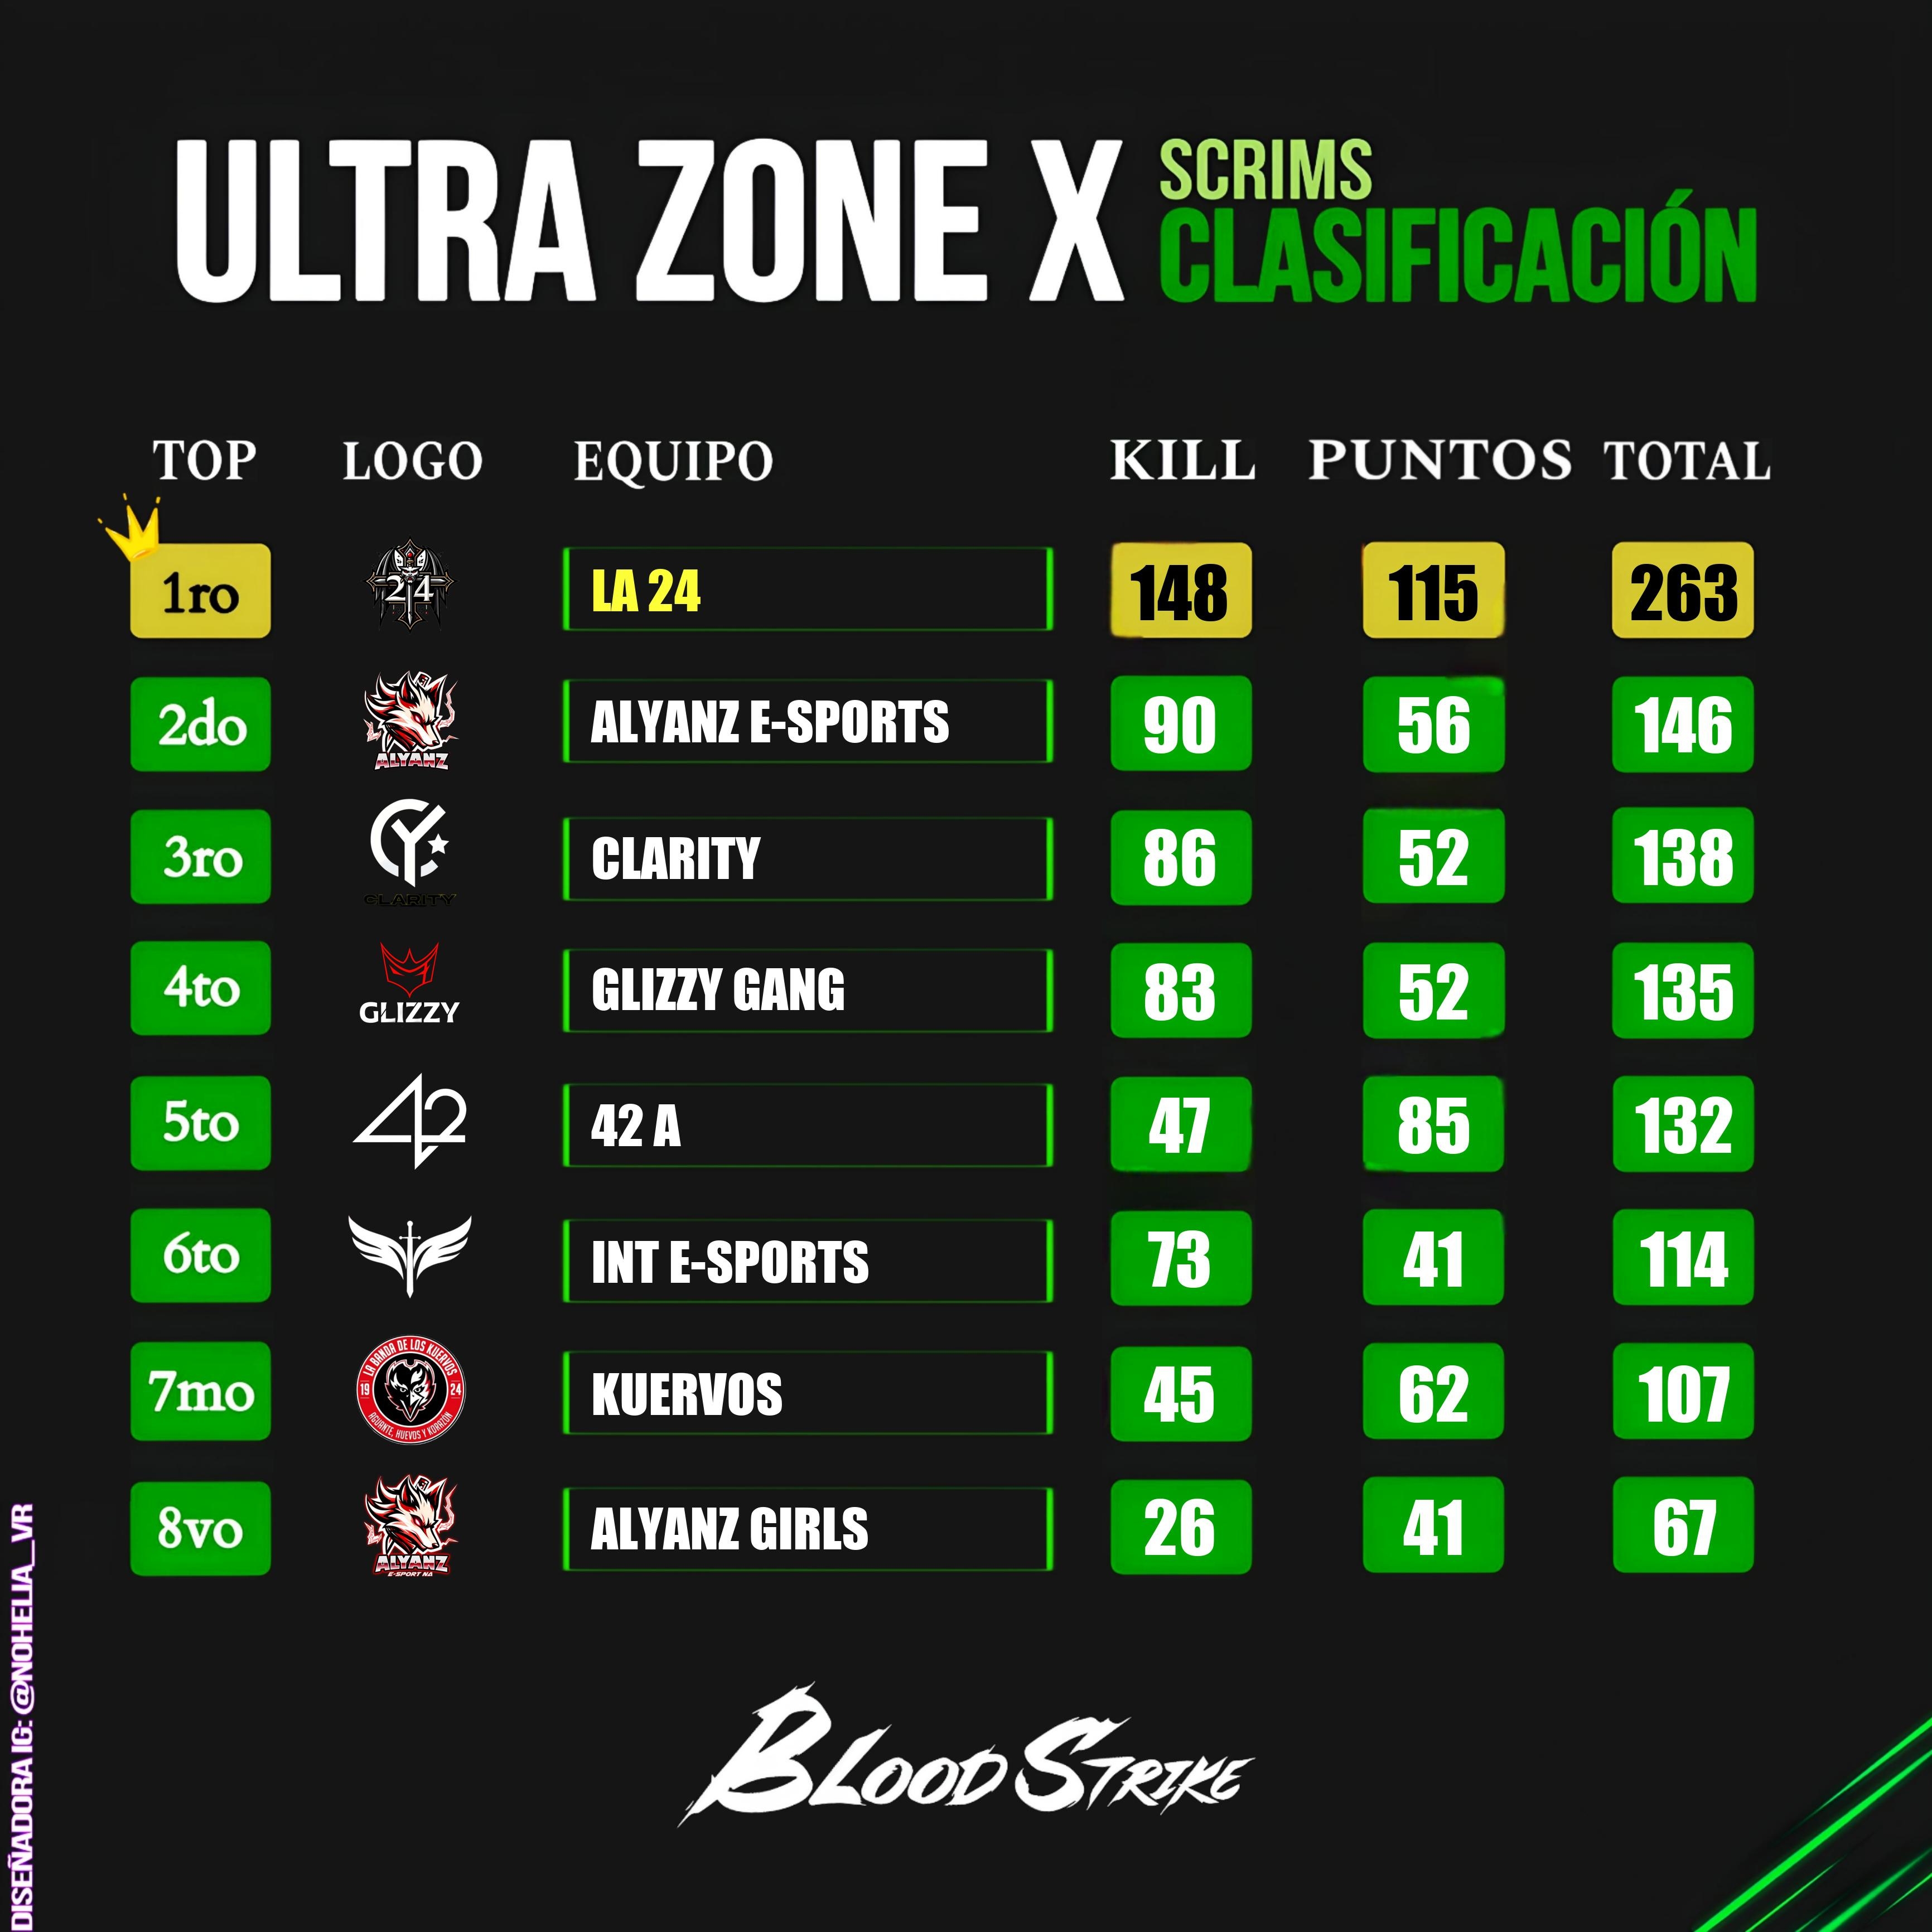 ULTRA ZONE X
SCRIMS
CLASIFICACIÓN
TOP LOGO EQUIPO KILL PUNTOS TOTAL
1ro 24 LA 24 148 115 263
2do ALYANZ ALYANZ E-SPORTS 90 56 146
3ro CLARITY CLARITY 86 52 138
4to GLIZZY GLIZZY GANG 83 52 135
5to 42 42 A 47 85 132
6to INT E-SPORTS 73 41 114
7mo LA BANDA DE LOS KUERVOS 19 24 AGUANTE, HUEVOS Y KORAZÓN KUERVOS 45 62 107
8vo ALYANZ E-SPORT NA ALYANZ GIRLS 26 41 67
BLOOD STRIKE
DISEÑADORA IG: @NOHELIA_VR